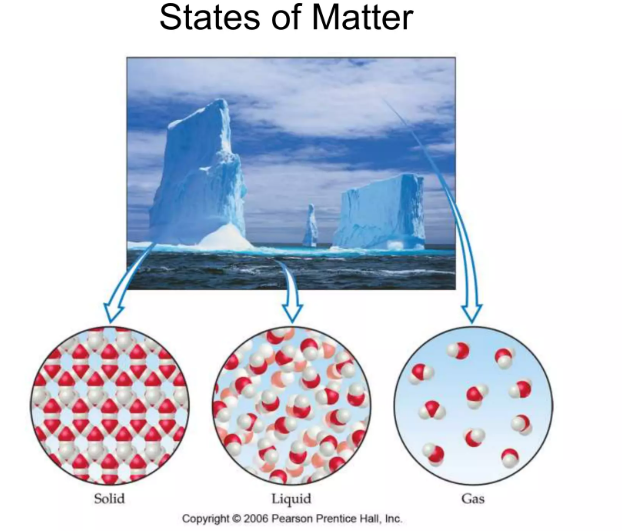 States of Matter
Solid
Liquid
Gas
Copyright © 2006 Pearson Prentice Hall, Inc.